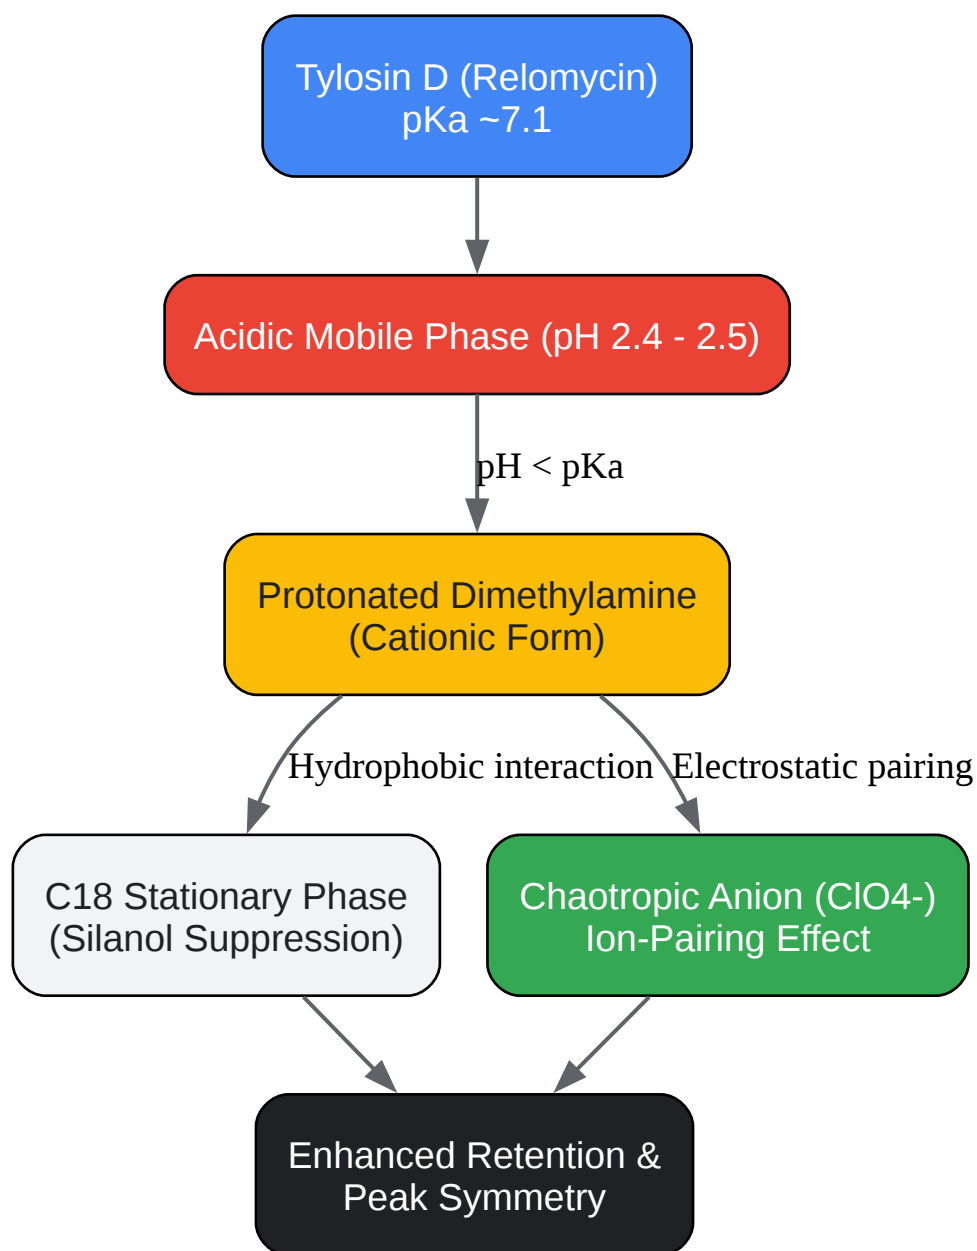 Tylosin D (Relomycin)
pKa ~7.1
Acidic Mobile Phase (pH 2.4 - 2.5)
pH < pKa
Protonated Dimethylamine
(Cationic Form)
Hydrophobic interaction
Electrostatic pairing
C18 Stationary Phase
(Silanol Suppression)
Chaotropic Anion (ClO4-)
Ion-Pairing Effect
Enhanced Retention &
Peak Symmetry